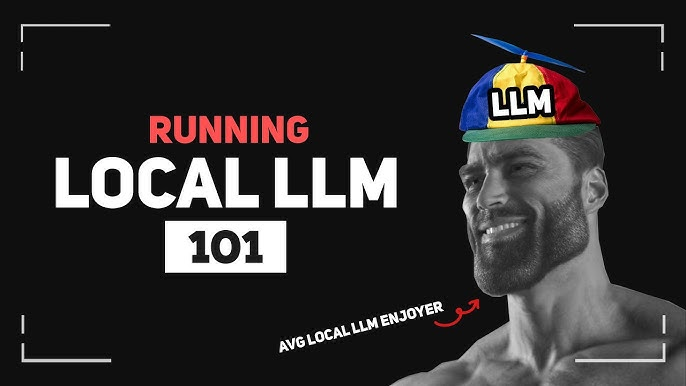 RUNNING
LOCAL LLM
101
LLM
AVG LOCAL LLM ENJOYER